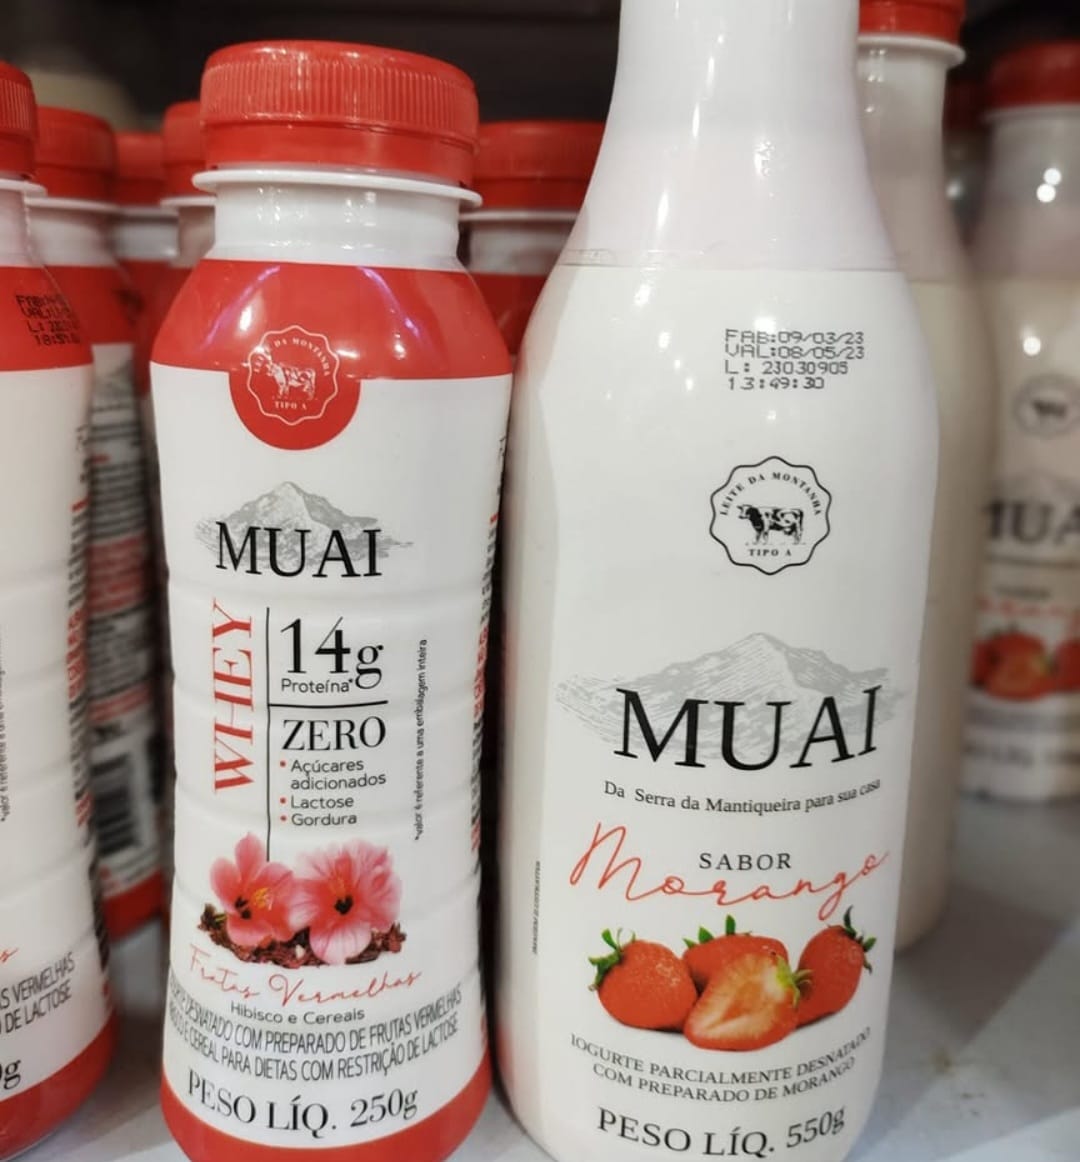 LEITE DA MONTANHA
TIPO A
MUAI
WHEY
14g
Proteína*
ZERO
• Açúcares
adicionados
• Lactose
• Gordura
*valor é referente a uma embalagem inteira
Frutas Vermelhas
Hibisco e Cereais
DESNATADO COM PREPARADO DE FRUTAS VERMELHAS
E CEREAL PARA DIETAS COM RESTRIÇÃO DE LACTOSE
PESO LÍQ. 250g
FAB:09/03/23
VAL:08/05/23
L: 23030905
13:49:30
LEITE DA MONTANHA
TIPO A
MUAI
Da Serra da Mantiqueira para sua casa
SABOR
Morango
IOGURTE PARCIALMENTE DESNATADO
COM PREPARADO DE MORANGO
PESO LÍQ. 550g
VERMELHAS
DE LACTOSE